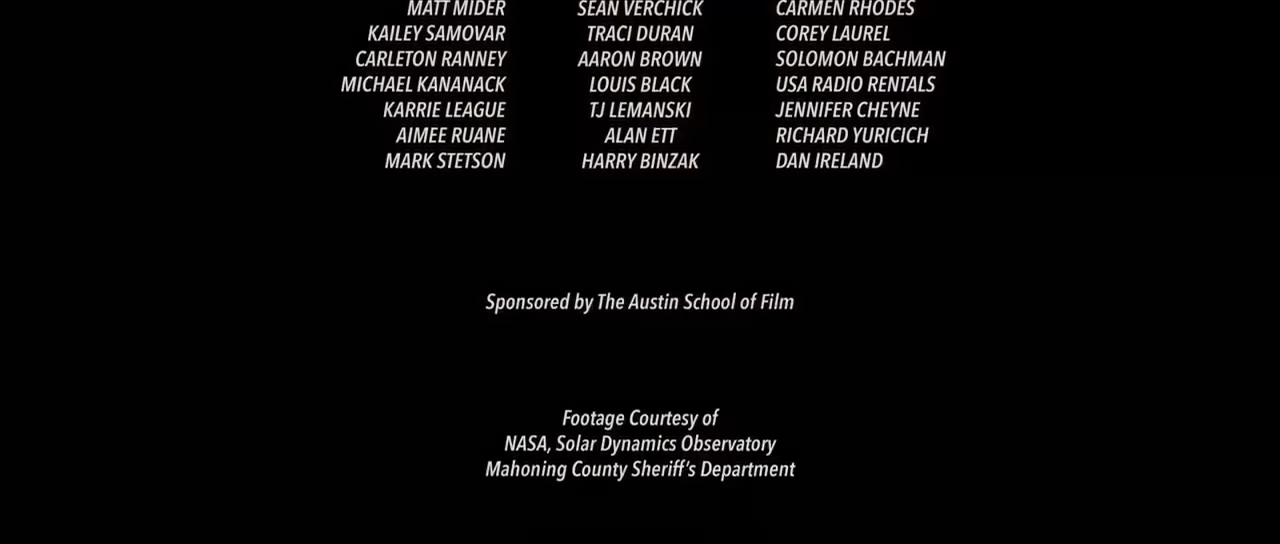 MATT MIDER SEAN VERCHICK CARMEN RHODES
KAILEY SAMOVAR TRACI DURAN COREY LAUREL
CARLETON RANNEY AARON BROWN SOLOMON BACHMAN
MICHAEL KANANACK LOUIS BLACK USA RADIO RENTALS
KARRIE LEAGUE TJ LEMANSKI JENNIFER CHEYNE
AIMEE RUANE ALAN ETT RICHARD YURICICH
MARK STETSON HARRY BINZAK DAN IRELAND
Sponsored by The Austin School of Film
Footage Courtesy of
NASA, Solar Dynamics Observatory
Mahoning County Sheriff's Department